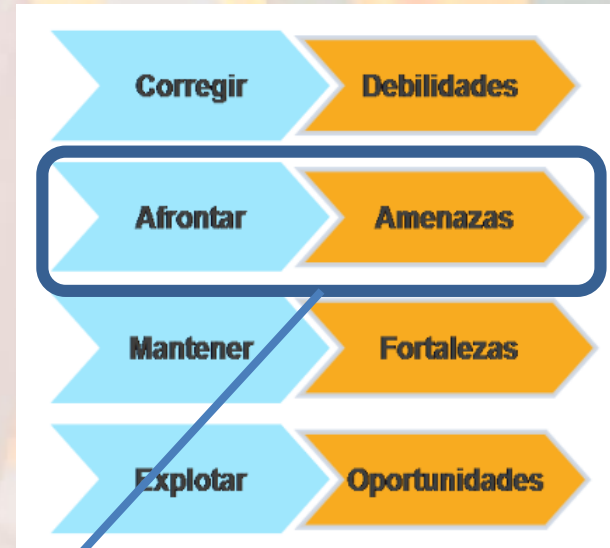 Corregir Debilidades
Afrontar Amenazas
Mantener Fortalezas
Explotar Oportunidades